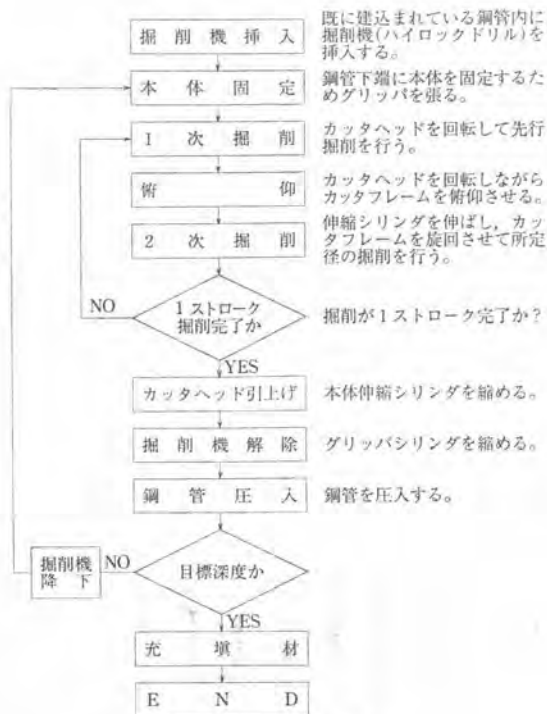 掘削機挿入
既に建込まれている鋼管内に
掘削機(ハイロックドリル)を
挿入する。
本体固定
鋼管下端に本体を固定するた
めグリッパを張る。
1次掘削
カッタヘッドを回転して先行
掘削を行う。
俯仰
カッタヘッドを回転しながら
カッタフレームを俯仰させる。
2次掘削
伸縮シリンダを伸ばし，カッ
タフレームを旋回させて所定
径の掘削を行う。
NO
1ストローク
掘削完了か
掘削が1ストローク完了か?
YES
カッタヘッド引上げ
本体伸縮シリンダを縮める。
掘削機解除
グリッパシリンダを縮める。
鋼管圧入
鋼管を圧入する。
掘削機
降下
NO
目標深度か
YES
充塡材
END